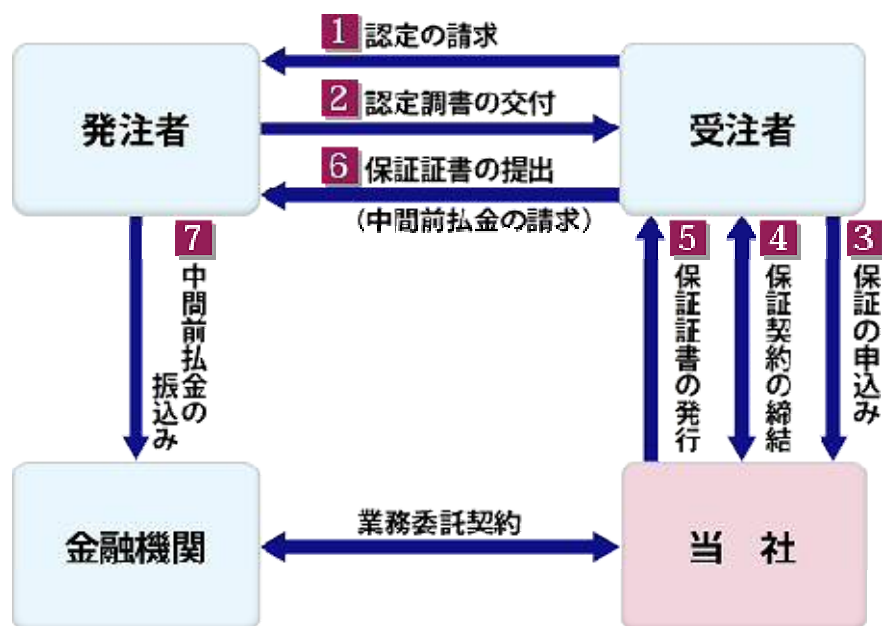 1 認定の請求
発注者
受注者
2 認定調書の交付
6 保証証書の提出
(中間前払金の請求)
7
中間前払金の
振込み
5
保証証書の発行
4
保証契約の締結
3
保証の申込み
金融機関
業務委託契約
当 社